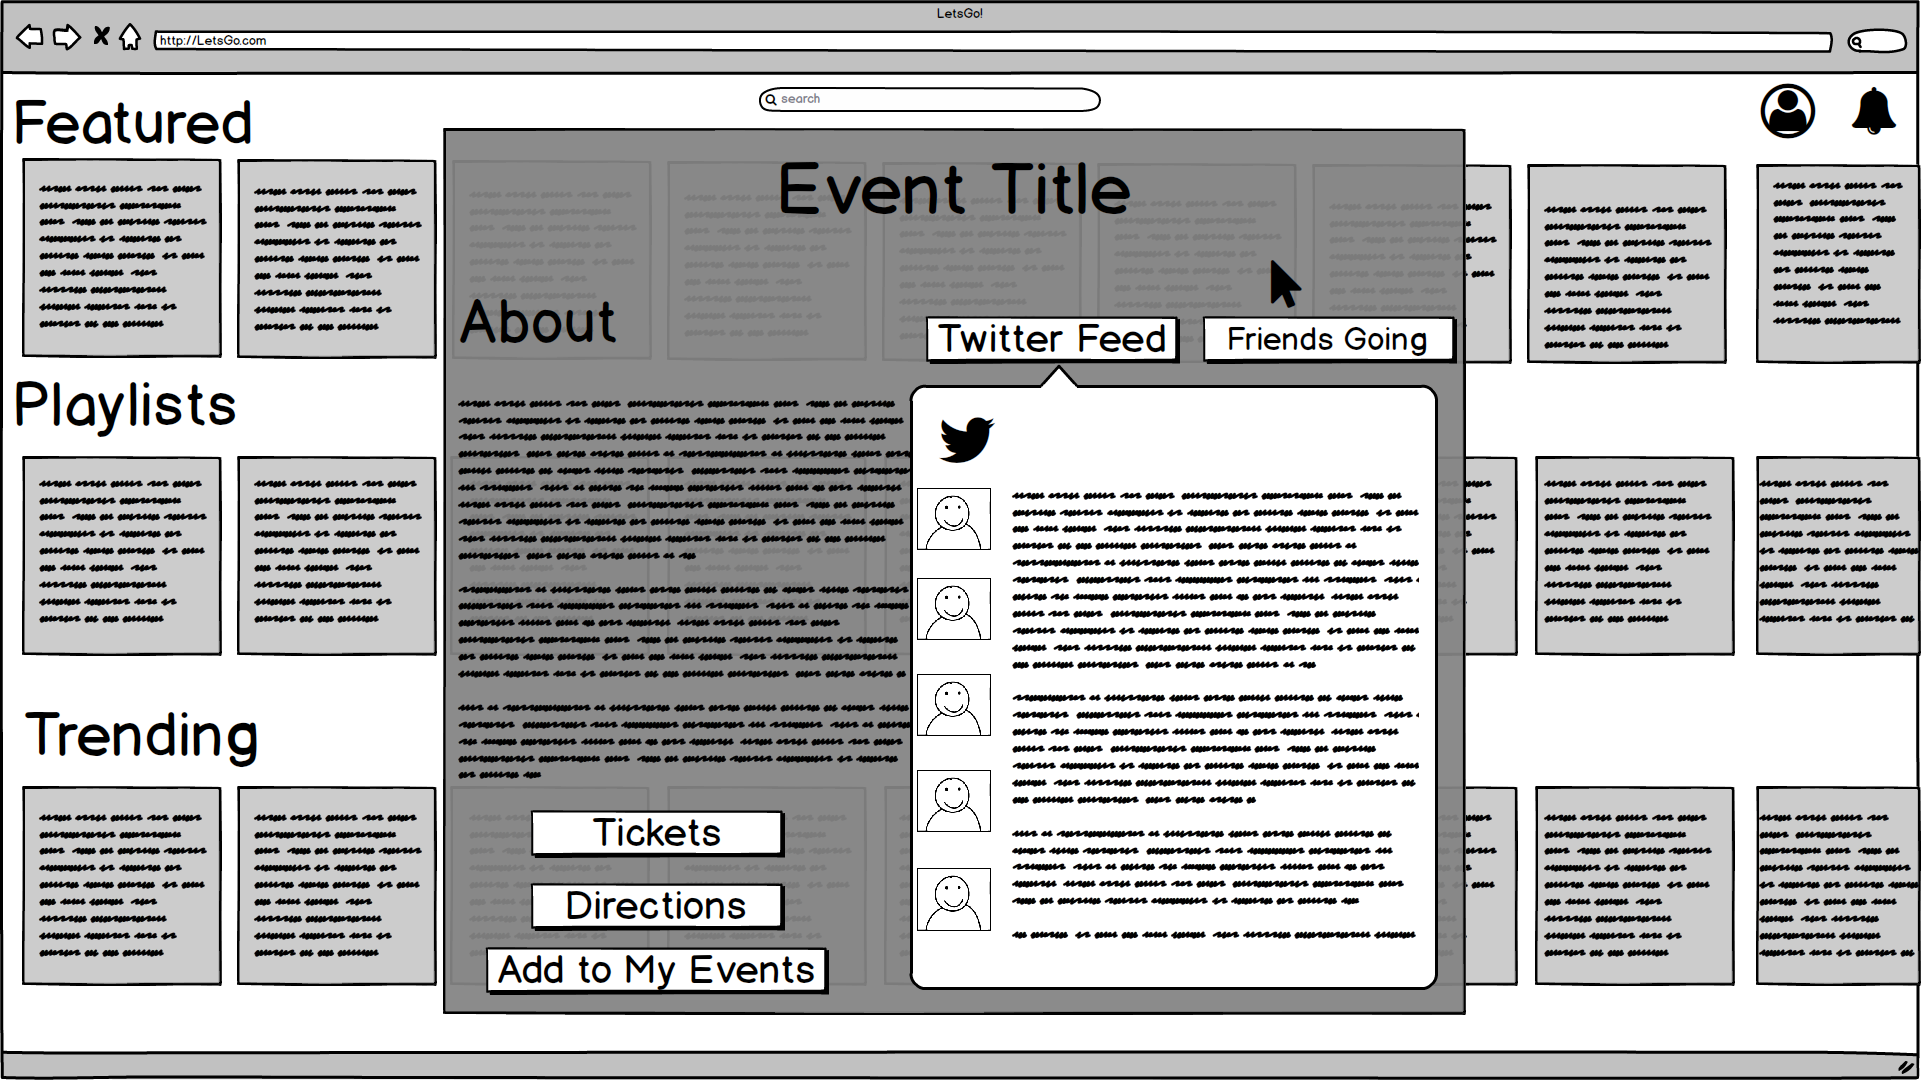 LetsGo!
http://LetsGo.com
search
Featured
Event Title
About
Twitter Feed
Friends Going
Playlists
Trending
Tickets
Directions
Add to My Events